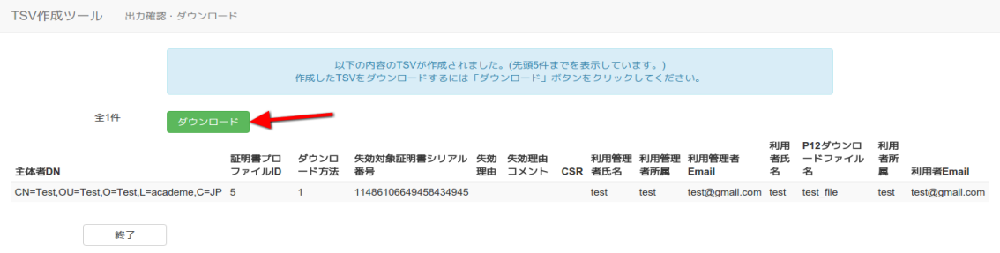 TSV作成ツール 出力確認・ダウンロード
以下の内容のTSVが作成されました。(先頭5件までを表示しています。)
作成したTSVをダウンロードするには「ダウンロード」ボタンをクリックしてください。
全1件 ダウンロード
主体者DN 証明書プロファイルID ダウンロード方法 失効対象証明書シリアル番号 失効理由 失効理由コメント CSR 利用管理者氏名 利用管理者所属 利用管理者Email 利用者氏名 P12ダウンロードファイル名 利用者所属 利用者Email
CN=Test,OU=Test,O=Test,L=academe,C=JP 5 1 11486106649458434945 test test test@gmail.com test test_file test test@gmail.com
終了